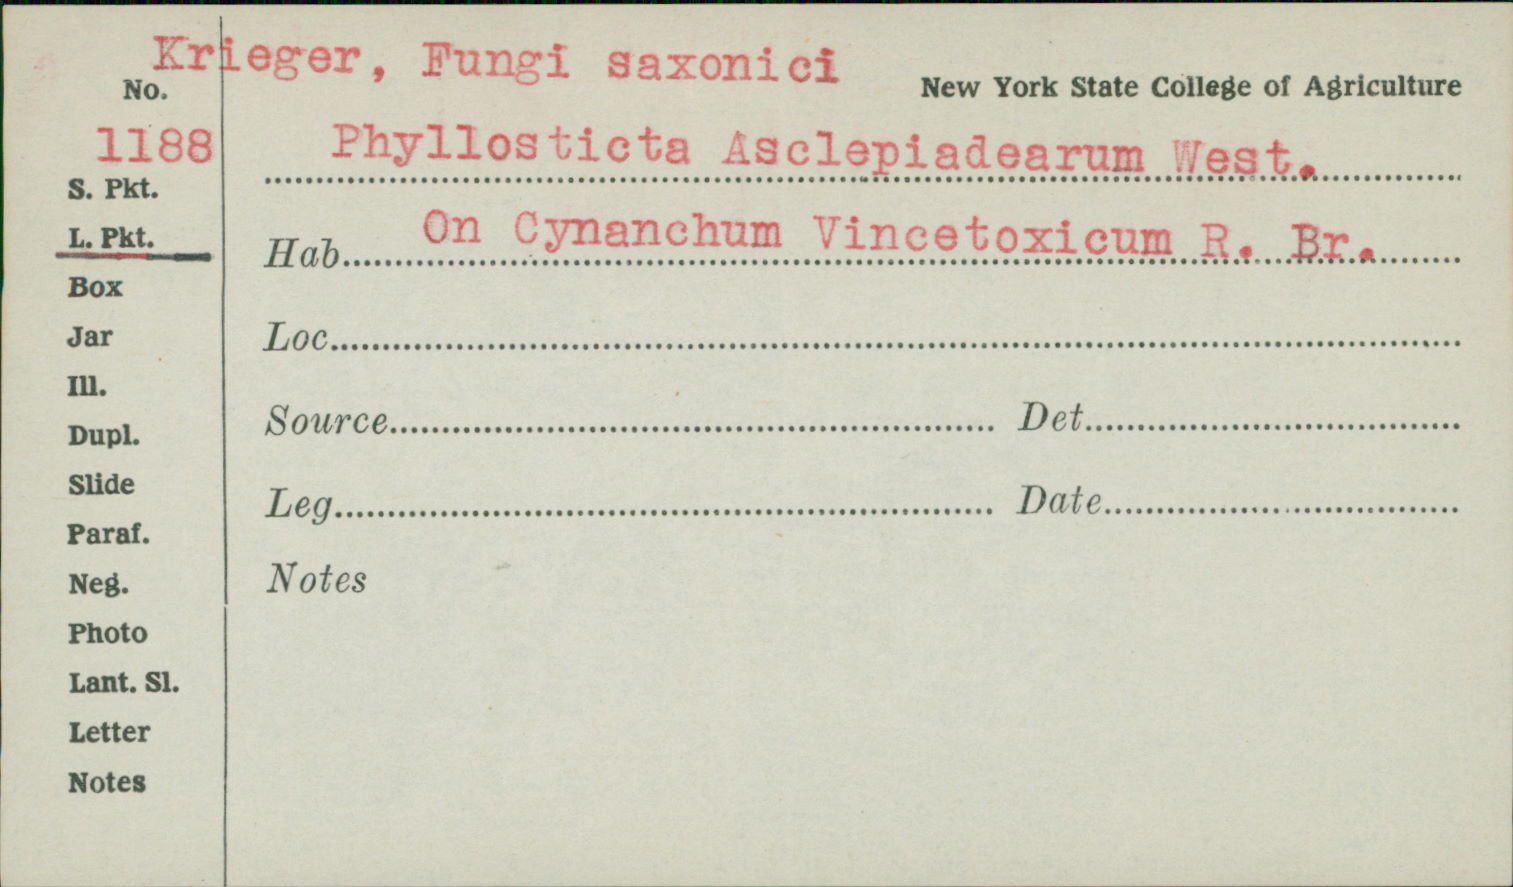 Krieger, Fungi saxonici
No.
New York State College of Agriculture
1188
Phyllosticta Asclepiadearum West.
S. Pkt.
L. Pkt.
Hab. On Cynanchum Vincetoxicum R. Br.
Box
Jar
Loc.
Ill.
Dupl.
Source Det.
Slide
Leg. Date
Paraf.
Neg.
Notes
Photo
Lant. Sl.
Letter
Notes